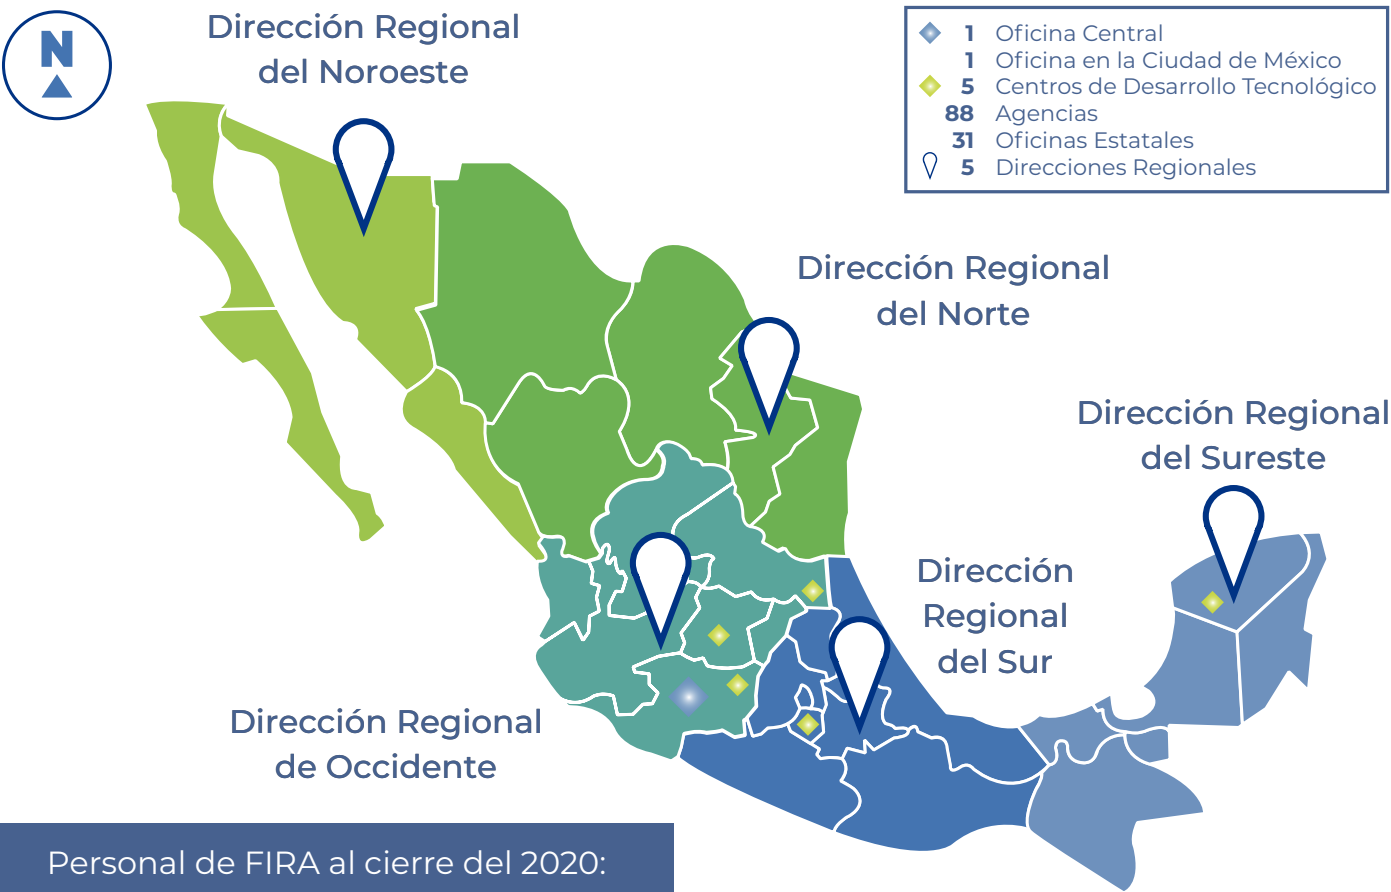 N
Dirección Regional
del Noroeste
1 Oficina Central
1 Oficina en la Ciudad de México
5 Centros de Desarrollo Tecnológico
88 Agencias
31 Oficinas Estatales
5 Direcciones Regionales
Dirección Regional
del Norte
Dirección Regional
del Sureste
Dirección
Regional
del Sur
Dirección Regional
de Occidente
Personal de FIRA al cierre del 2020: